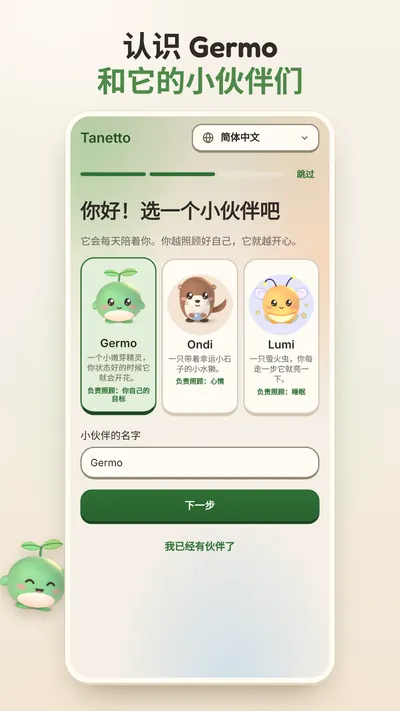 认识 Germo
和它的小伙伴们
Tanetto
简体中文
跳过
你好！选一个小伙伴吧
它会每天陪着你。你越照顾好自己，它就越开心。
Germo
一个小嫩芽精灵，
你状态好的时候它
就会开花。
负责照顾：你自己的
目标
Ondi
一只带着幸运小石
子的小水獭。
负责照顾：心情
Lumi
一只萤火虫，你每
走一步它就亮一
下。
负责照顾：睡眠
小伙伴的名字
Germo
下一步
我已经有伙伴了